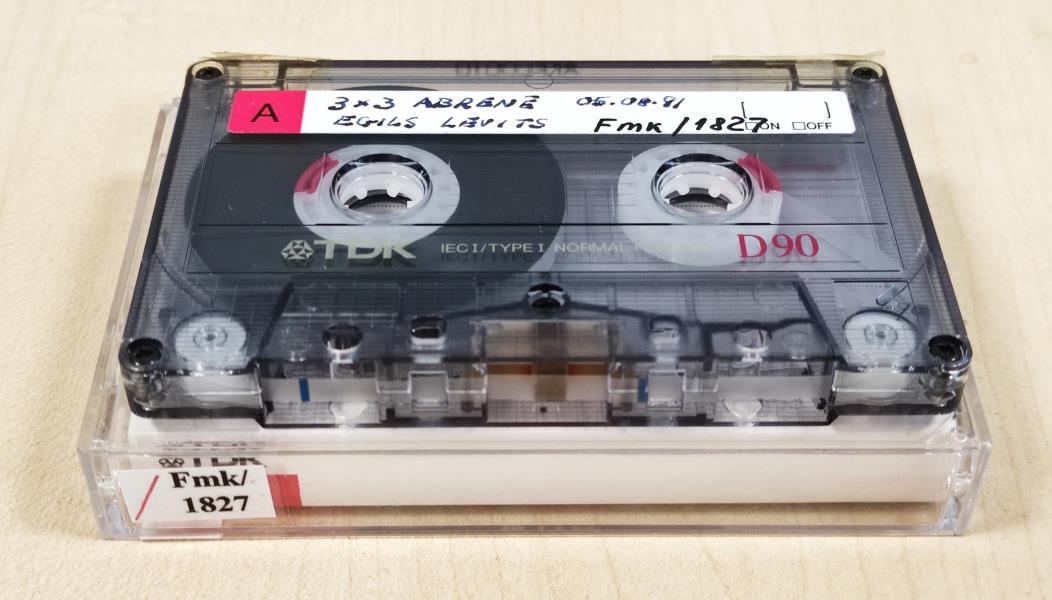 A
3×3 ABRENE 05.08.91
EGILS LEVITS Fmk/1827
ON OFF
TDK IEC I/TYPE I NORMAL D90
TDK
Fmk/
1827